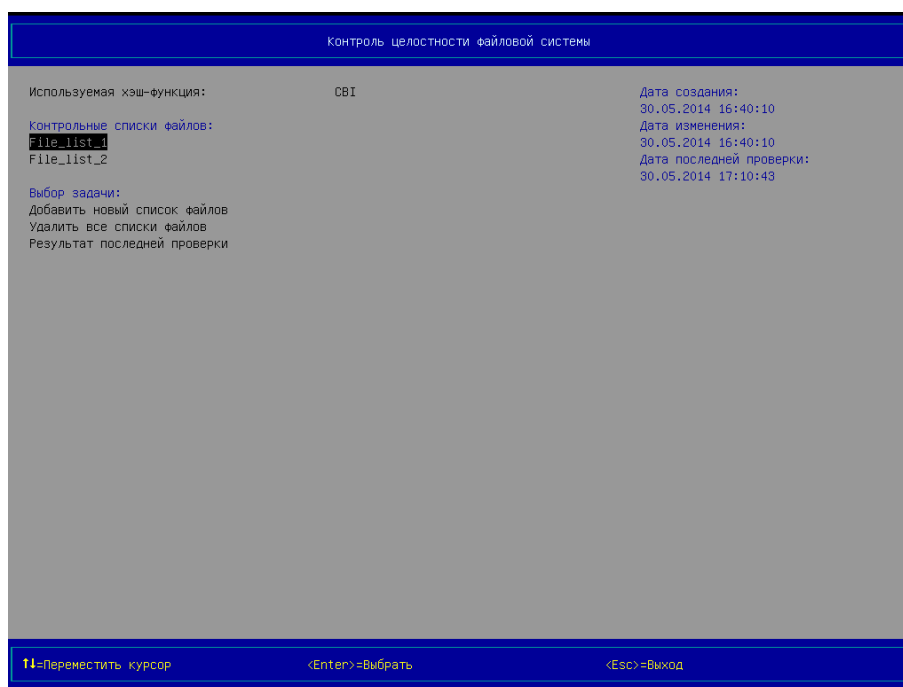 Контроль целостности файловой системы
Используемая хэш-функция: CBI
Контрольные списки файлов:
File_list_1
File_list_2
Выбор задачи:
Добавить новый список файлов
Удалить все списки файлов
Результат последней проверки
Дата создания:
30.05.2014 16:40:10
Дата изменения:
30.05.2014 16:40:10
Дата последней проверки:
30.05.2014 17:10:43
↑↓=Переместить курсор <Enter>=Выбрать <Esc>=Выход